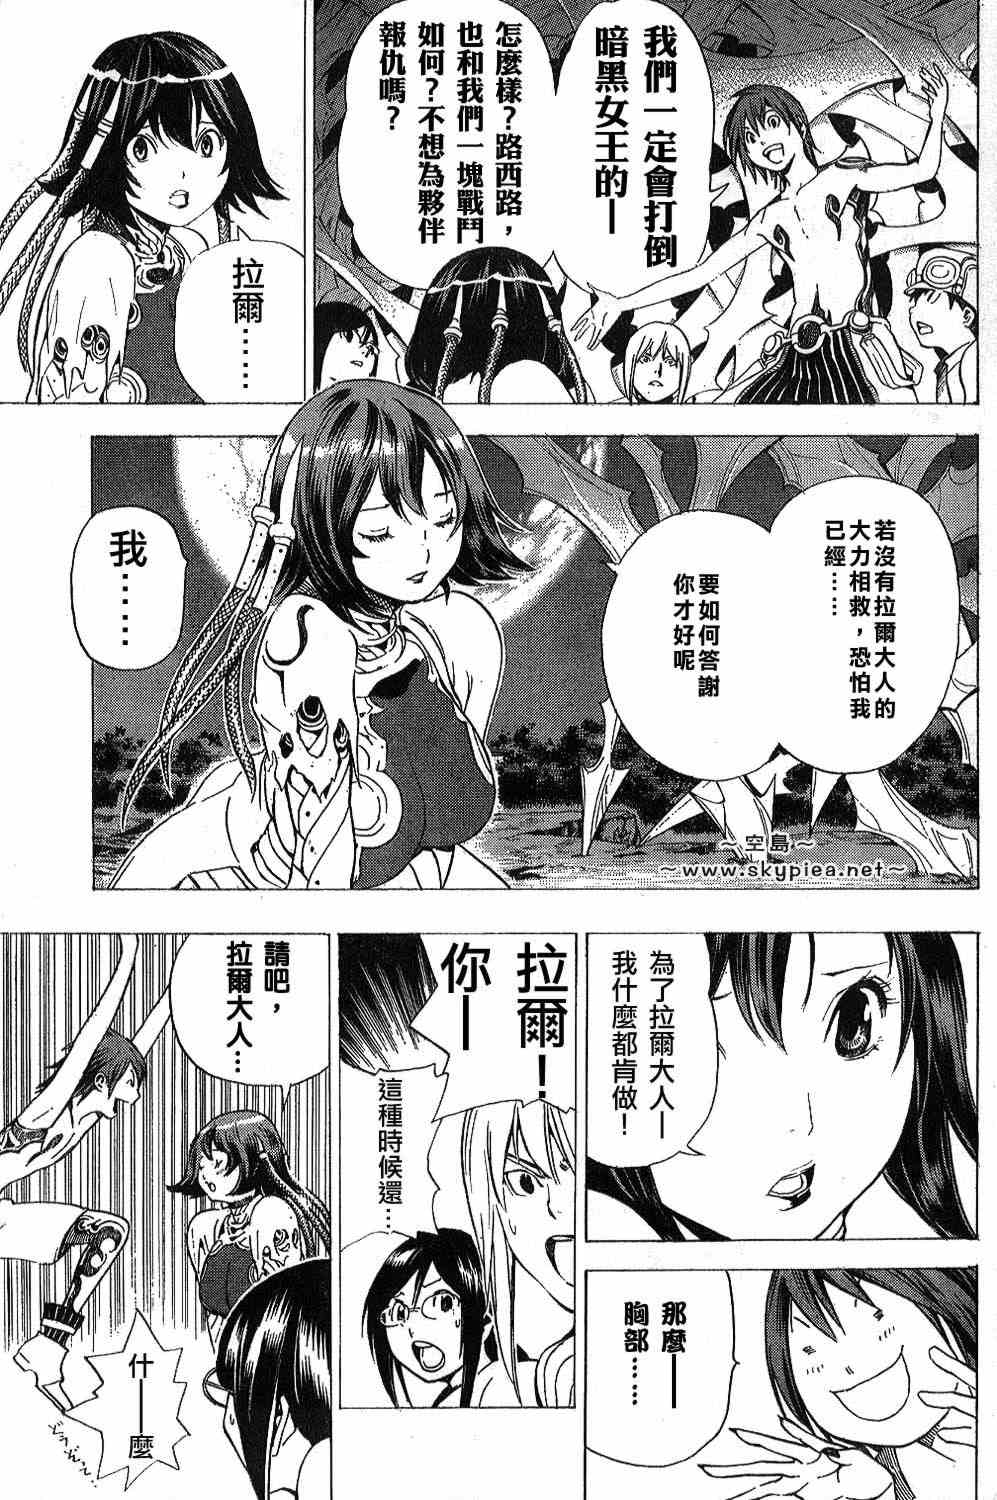 我們一定會打倒
暗黑女王的—
怎麼樣？路西路，
也和我們一塊戰鬥
如何？不想為夥伴
報仇嗎？
拉爾……
若沒有拉爾大人的
大力相救，恐怕我
已經……
要如何答謝
你才好呢
我……
～空島～
～www.skypiea.net～
為了拉爾大人—
我什麼都肯做！
那麼—
胸部……
拉爾！
你—
這種時候還…
請吧，
拉爾大人…
什—麼
どうぞっ…